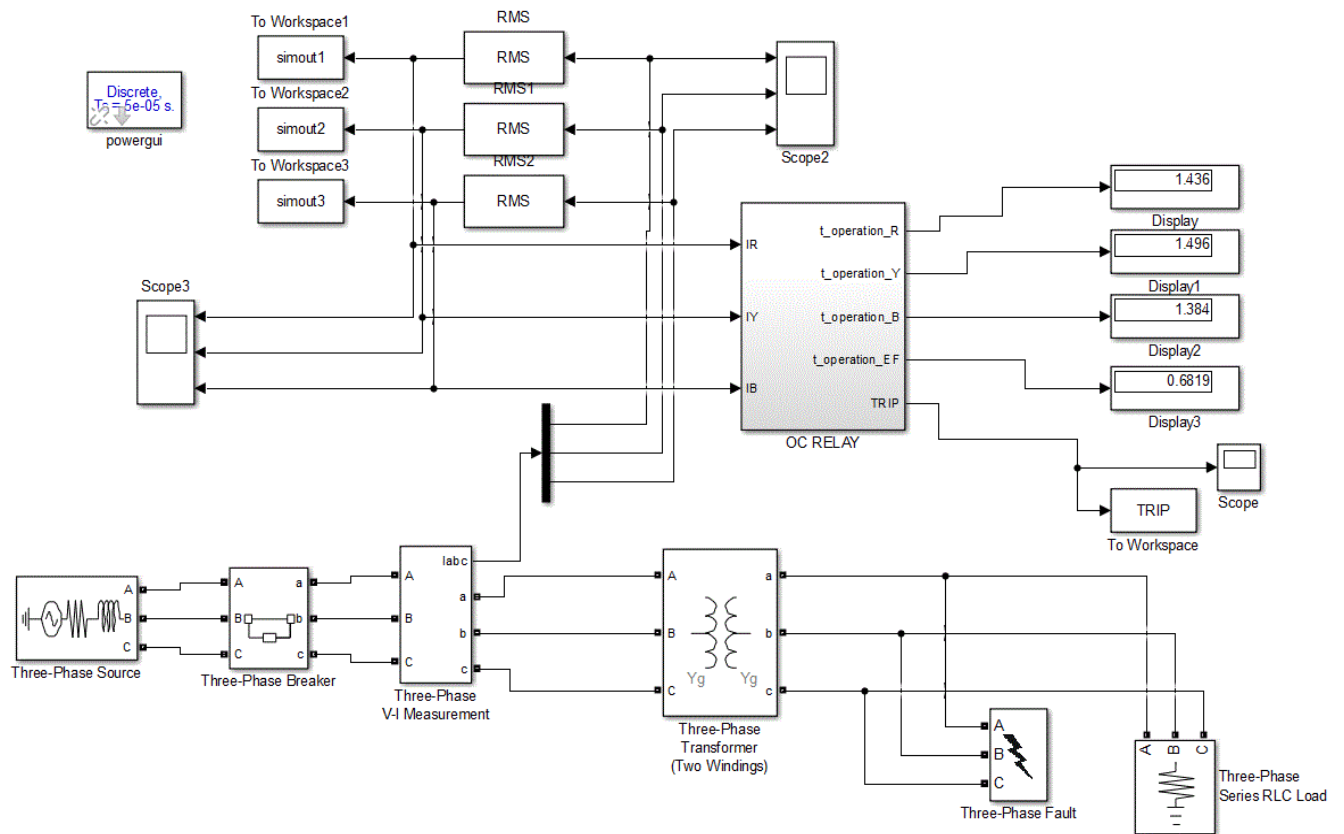 To Workspace1
simout1
RMS
RMS
Discrete,
Ts = 5e-05 s.
powergui
To Workspace2
simout2
RMS1
RMS
To Workspace3
simout3
RMS2
RMS
Scope2
Scope3
IR
IY
IB
t_operation_R
t_operation_Y
t_operation_B
t_operation_EF
TRIP
OC RELAY
1.436
Display
1.496
Display1
1.384
Display2
0.6819
Display3
Scope
TRIP
To Workspace
A
B
C
Three-Phase Source
A
B
C
a
b
c
Three-Phase Breaker
A
B
C
Iabc
a
b
c
Three-Phase
V-I Measurement
A
B
C
a
b
c
Yg
Yg
Three-Phase
Transformer
(Two Windings)
A
B
C
Three-Phase Fault
A
B
C
Three-Phase
Series RLC Load